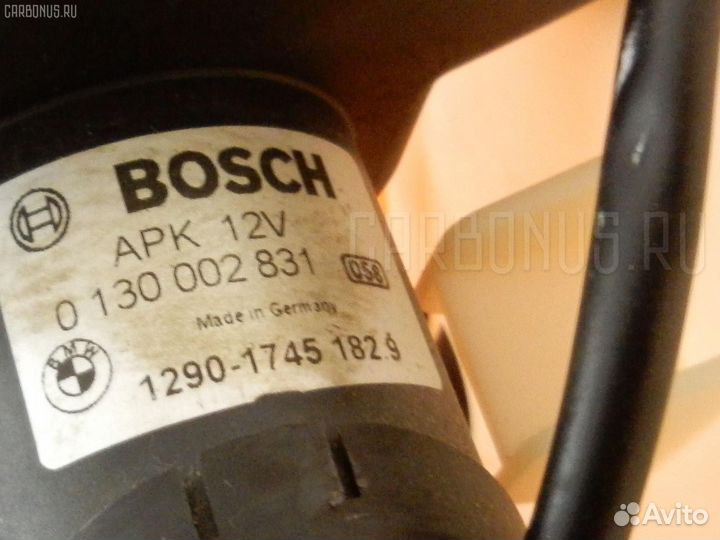 CARBONUS.RU
BOSCH
APK 12V
0 130 002 831 Q58
Made in Germany
BMW
1290-1745 182.9
CARBONUS.RU
Avito